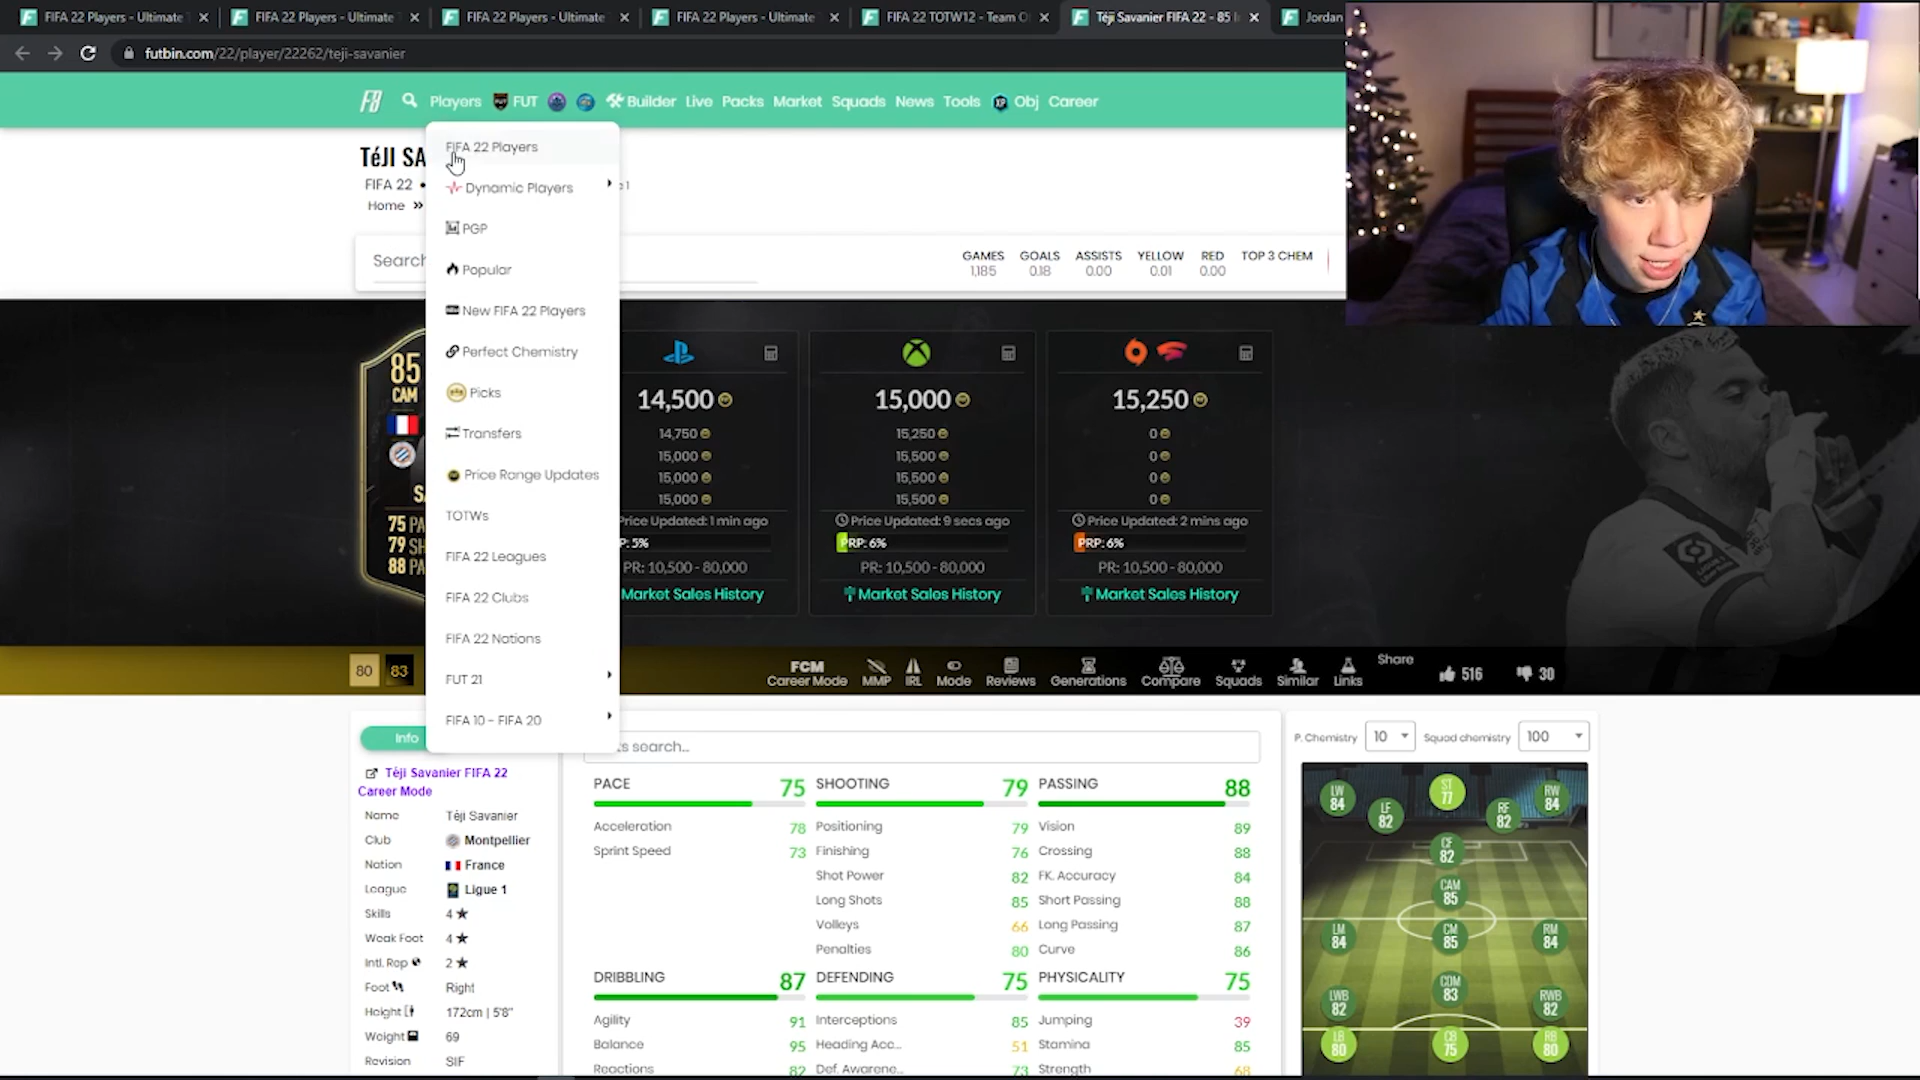 FIFA 22 Players - Ultimate
FIFA 22 Players - Ultimate
FIFA 22 Players - Ultimate
FIFA 22 Players - Ultimate
FIFA 22 TOTW12 - Team O
Téji Savanier FIFA 22 - 85
Jordan
futbin.com/22/player/22262/teji-savanier
Players FUT Builder Live Packs Market Squads News Tools Obj Career
FIFA 22 Players
Dynamic Players
PGP
Popular
New FIFA 22 Players
Perfect Chemistry
Picks
Transfers
Price Range Updates
TOTWs
FIFA 22 Leagues
FIFA 22 Clubs
FIFA 22 Nations
FUT 21
FIFA 10 - FIFA 20
TéJI SA
FIFA 22 •
Home »
Search
GAMES GOALS ASSISTS YELLOW RED TOP 3 CHEM
1,185 0.18 0.00 0.01 0.00
85
CAM
75 PA
79 SH
88 PA
14,500
14,750
15,000
15,000
15,000
Price Updated: 1 min ago
P: 5%
PR: 10,500 - 80,000
Market Sales History
15,000
15,250
15,500
15,500
15,500
Price Updated: 9 secs ago
PRP: 6%
PR: 10,500 - 80,000
Market Sales History
15,250
0
0
0
0
Price Updated: 2 mins ago
PRP: 6%
PR: 10,500 - 80,000
Market Sales History
80 83
FCM
Career Mode MMP IRL Mode Reviews Generations Compare Squads Similar Links Share 516 30
Info
Téji Savanier FIFA 22
Career Mode
Name Téji Savanier
Club Montpellier
Nation France
League Ligue 1
Skills 4
Weak Foot 4
Intl. Rep 2
Foot Right
Height 172cm | 5'8"
Weight 69
Revision SIF
s search...
PACE 75
Acceleration 78
Sprint Speed 73
SHOOTING 79
Positioning 79
Finishing 76
Shot Power 82
Long Shots 85
Volleys 66
Penalties 80
PASSING 88
Vision 89
Crossing 88
FK. Accuracy 84
Short Passing 88
Long Passing 87
Curve 86
DRIBBLING 87
Agility 91
Balance 95
Reactions 82
DEFENDING 75
Interceptions 85
Heading Acc... 51
Def. Awarene... 73
PHYSICALITY 75
Jumping 39
Stamina 85
Strength 68
P. Chemistry 10 Squad chemistry 100
LW 84
LF 82
ST 77
RF 82
RW 84
CF 82
CAM 85
LM 84
CM 85
RM 84
CDM 83
LWB 82
RWB 82
LB 80
CB 75
RB 80